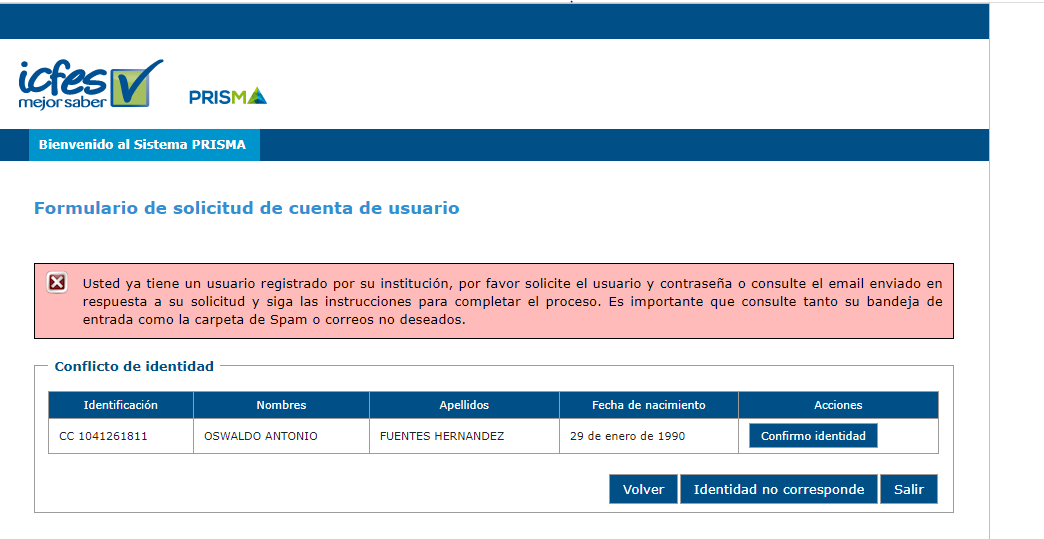 icfes
mejor saber
PRISMA
Bienvenido al Sistema PRISMA
Formulario de solicitud de cuenta de usuario
Usted ya tiene un usuario registrado por su institución, por favor solicite el usuario y contraseña o consulte el email enviado en
respuesta a su solicitud y siga las instrucciones para completar el proceso. Es importante que consulte tanto su bandeja de
entrada como la carpeta de Spam o correos no deseados.
Conflicto de identidad
Identificación Nombres Apellidos Fecha de nacimiento Acciones
CC 1041261811 OSWALDO ANTONIO FUENTES HERNANDEZ 29 de enero de 1990 Confirmo identidad
Volver Identidad no corresponde Salir